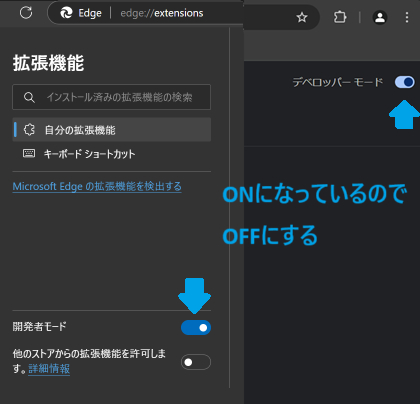 Edge
edge://extensions
拡張機能
インストール済みの拡張機能の検索
自分の拡張機能
キーボード ショートカット
Microsoft Edge の拡張機能を検出する
開発者モード
他のストアからの拡張機能を許可しま
す。詳細情報
デベロッパー モード
ONになっているので
OFFにする